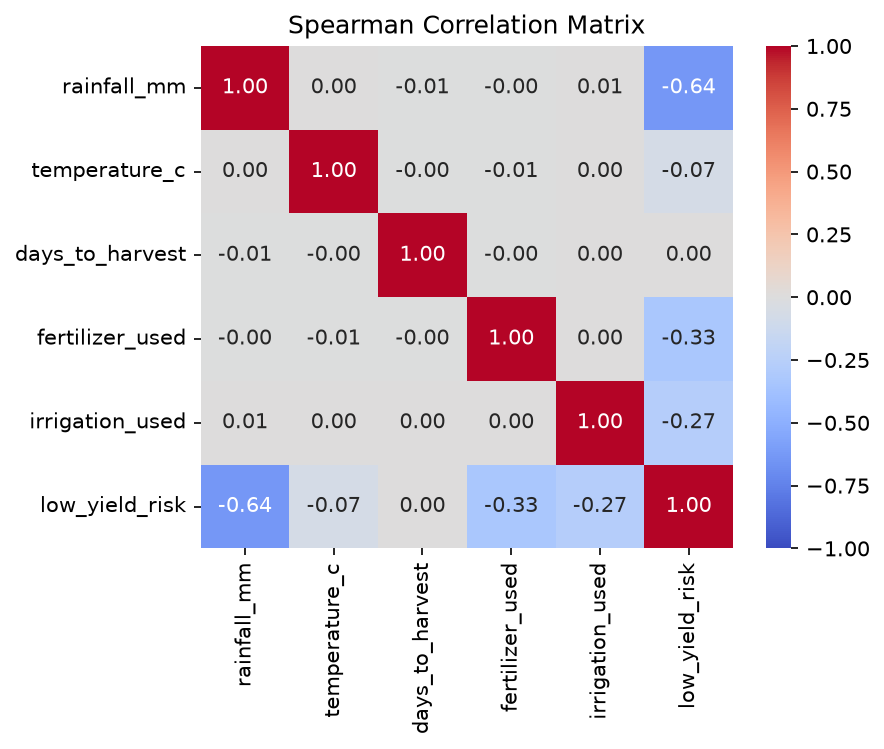 Spearman Correlation Matrix
rainfall_mm 1.00 0.00 -0.01 -0.00 0.01 -0.64
temperature_c 0.00 1.00 -0.00 -0.01 0.00 -0.07
days_to_harvest -0.01 -0.00 1.00 -0.00 0.00 0.00
fertilizer_used -0.00 -0.01 -0.00 1.00 0.00 -0.33
irrigation_used 0.01 0.00 0.00 0.00 1.00 -0.27
low_yield_risk -0.64 -0.07 0.00 -0.33 -0.27 1.00
rainfall_mm
temperature_c
days_to_harvest
fertilizer_used
irrigation_used
low_yield_risk
1.00
0.75
0.50
0.25
0.00
−0.25
−0.50
−0.75
−1.00